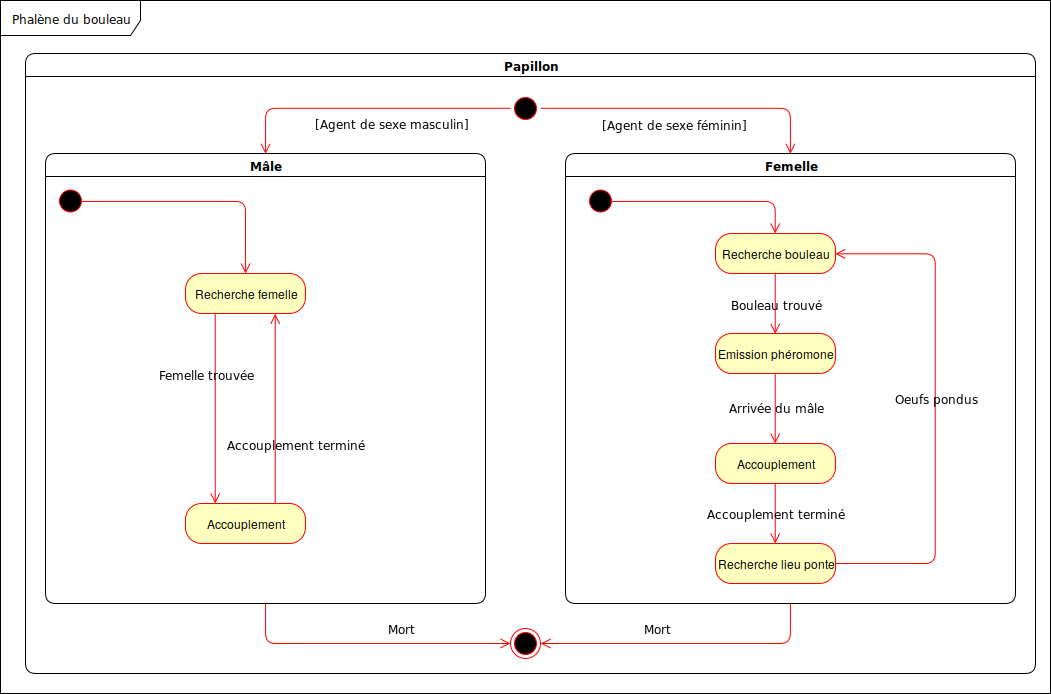 Phalène du bouleau
Papillon
[Agent de sexe masculin]
[Agent de sexe féminin]
Mâle
Recherche femelle
Femelle trouvée
Accouplement terminé
Accouplement
Femelle
Recherche bouleau
Bouleau trouvé
Emission phéromone
Arrivée du mâle
Accouplement
Accouplement terminé
Recherche lieu ponte
Oeufs pondus
Mort
Mort